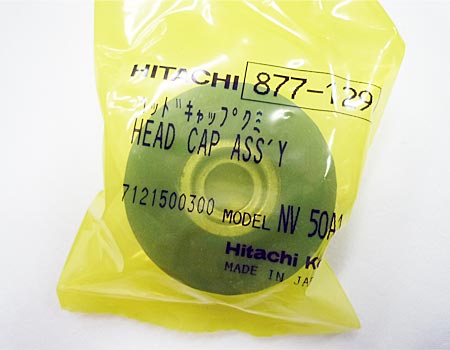 HITACHI 877-129
ヘッド゛キャップ゜クミ
HEAD CAP ASS'Y
7121500300 MODEL NV 50A1
Hitachi K
MADE IN JAP